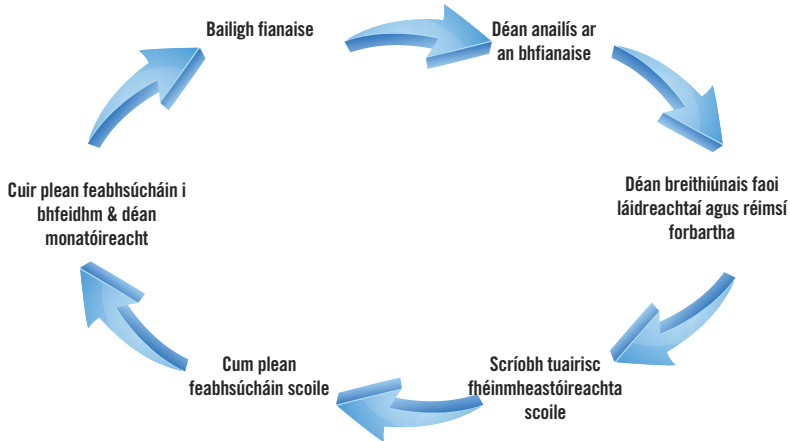 Bailigh fianaise
Déan anailís ar
an bhfianaise
Déan breithiúnais faoi
láidreachtaí agus réimsí
forbartha
Scríobh tuairisc
fhéinmheastóireachta
scoile
Cum plean
feabhsúcháin scoile
Cuir plean feabhsúcháin i
bhfeidhm & déan
monatóireacht